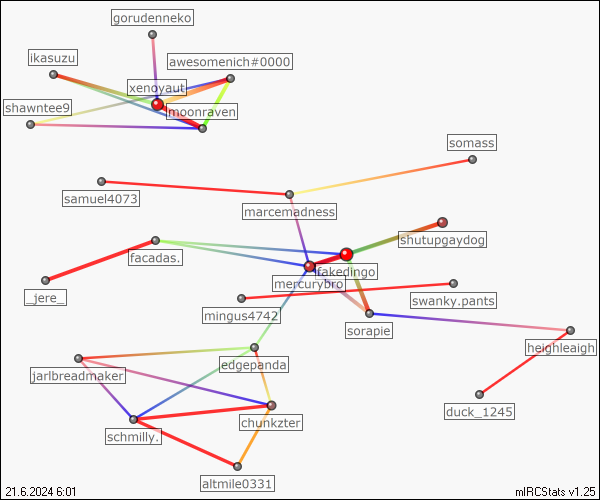 gorudenneko
ikasuzu
awesomenich#0000
xenoyaut
shawntee9
moonraven
somass
samuel4073
marcemadness
shutupgaydog
facadas.
fakedingo
mercurybro
_jere_
swanky.pants
mingus4742
sorapie
heighleaigh
edgepanda
jarlbreadmaker
duck_1245
chunkzter
schmilly.
altmile0331
21.6.2024 6:01
mIRCStats v1.25